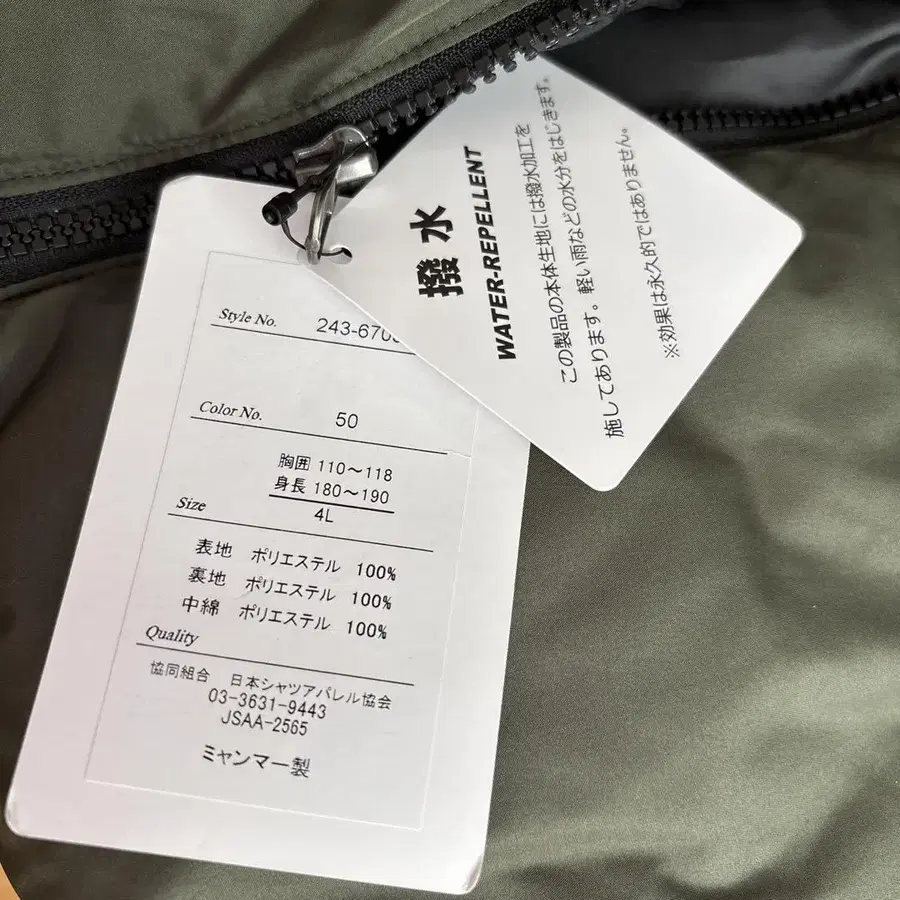 Style No. 243-670
Color No. 50
胸囲 110～118
身長 180～190
Size 4L
表地 ポリエステル 100%
裏地 ポリエステル 100%
中綿 ポリエステル 100%
Quality
協同組合 日本シャツアパレル協会
03-3631-9443
JSAA-2565
ミャンマー製
撥水
WATER-REPELLENT
この製品の本体生地には撥水加工を
施してあります。軽い雨などの水分をはじきます。
※効果は永久的ではありません。